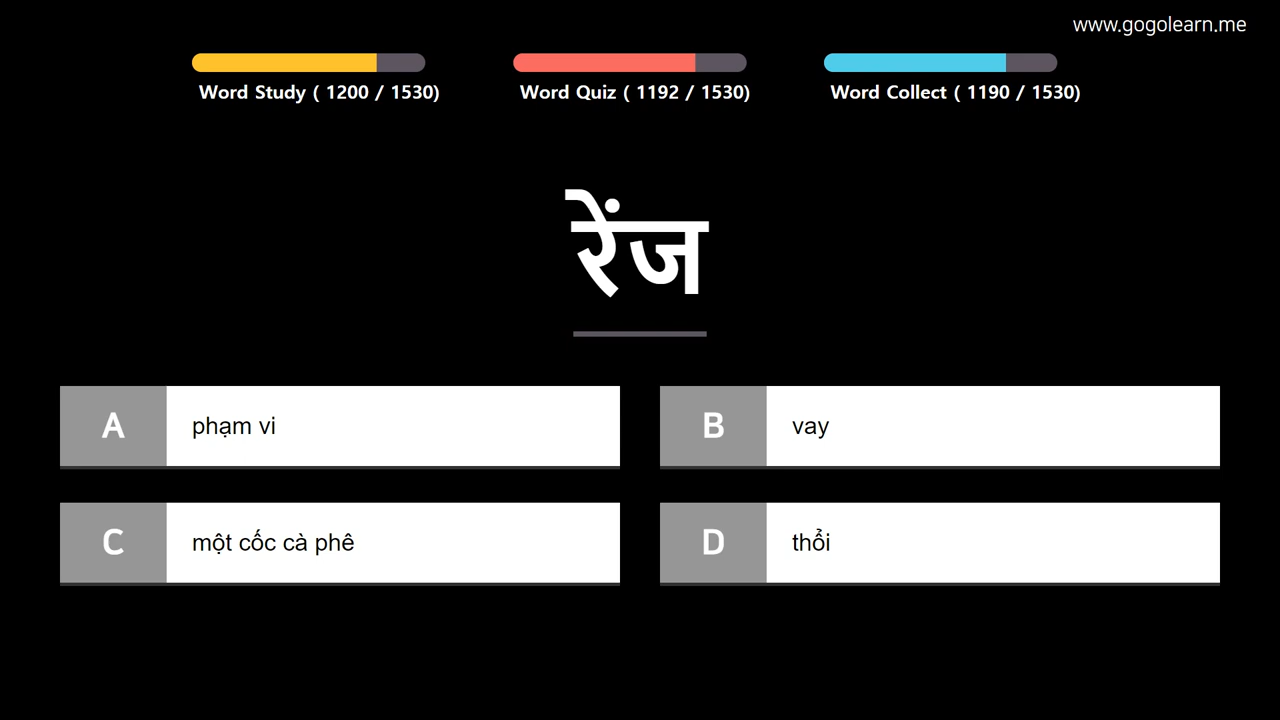 www.gogolearn.me
Word Study ( 1200 / 1530)
Word Quiz ( 1192 / 1530)
Word Collect ( 1190 / 1530)
रेंज
A phạm vi
B vay
C một cốc cà phê
D thổi